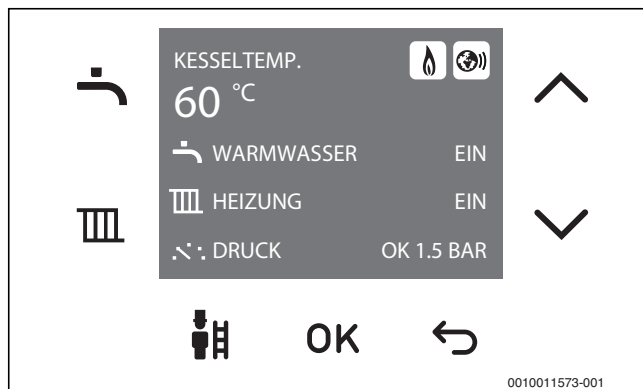 KESSELTEMP.
60 °C
WARMWASSER EIN
HEIZUNG EIN
DRUCK OK 1.5 BAR
OK
0010011573-001